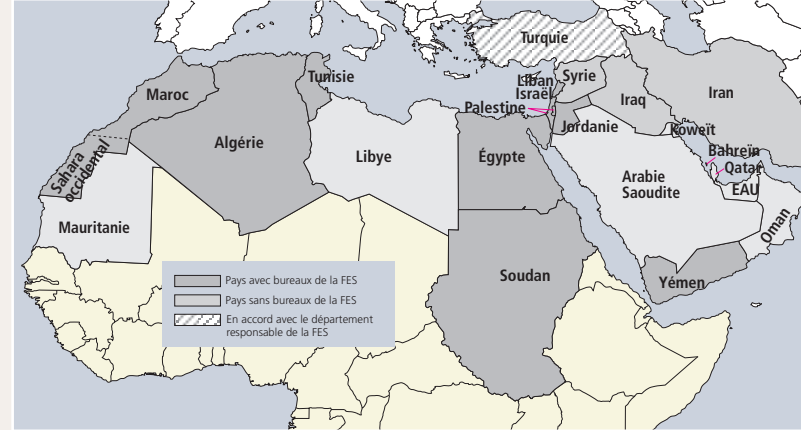 Turquie
Tunisie
Liban
Syrie
Israël
Iran
Maroc
Palestine
Iraq
Jordanie
Koweït
Algérie
Bahreïn
Libye
Égypte
Qatar
Arabie
Saoudite
EAU
Sahara
occidental
Mauritanie
Oman
Soudan
Yémen
Pays avec bureaux de la FES
Pays sans bureaux de la FES
En accord avec le département
responsable de la FES